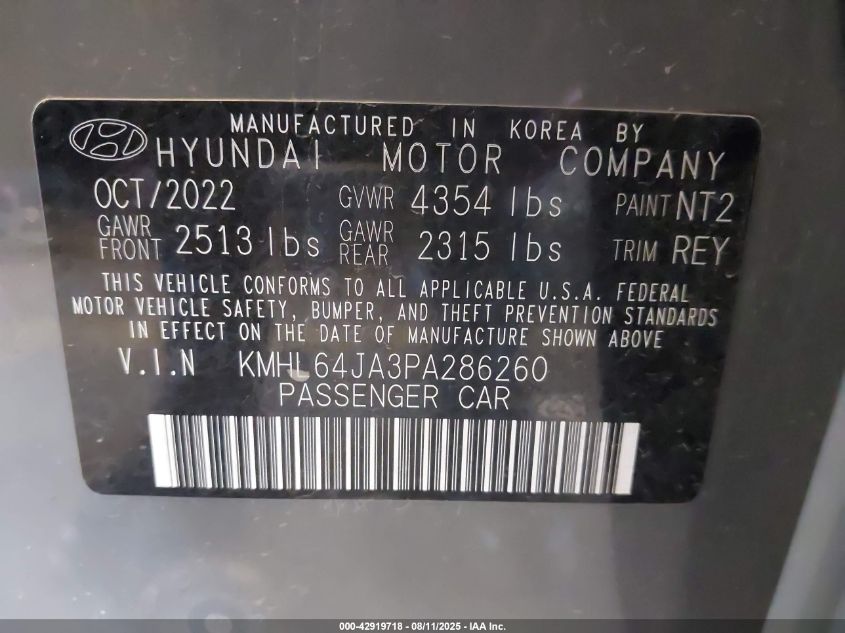 MANUFACTURED IN KOREA BY
HYUNDAI MOTOR COMPANY
OCT/2022 GVWR 4354 lbs PAINT NT2
GAWR FRONT 2513 lbs GAWR REAR 2315 lbs TRIM REY
THIS VEHICLE CONFORMS TO ALL APPLICABLE U.S.A. FEDERAL
MOTOR VEHICLE SAFETY, BUMPER, AND THEFT PREVENTION STANDARDS
IN EFFECT ON THE DATE OF MANUFACTURE SHOWN ABOVE
V.I.N KMHL64JA3PA286260
PASSENGER CAR
000-42919718 - 08/11/2025 - IAA Inc.